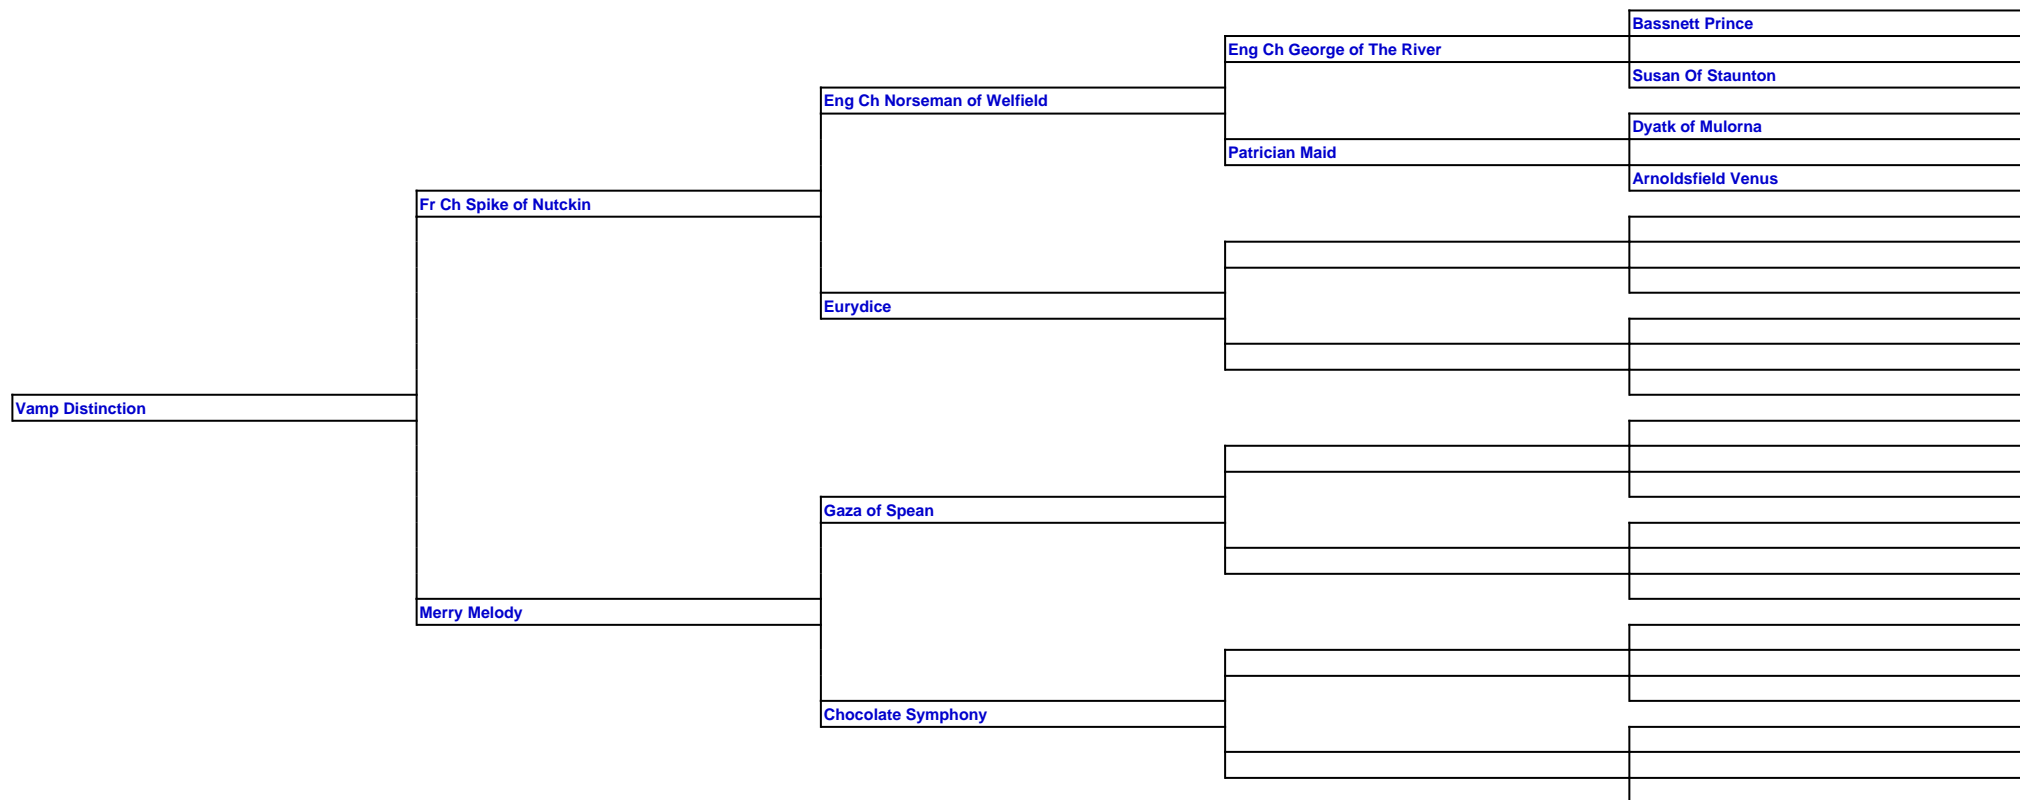 Bassnett Prince
Eng Ch George of The River
Susan Of Staunton
Eng Ch Norseman of Welfield
Dyatk of Mulorna
Patrician Maid
Arnoldsfield Venus
Fr Ch Spike of Nutckin
Eurydice
Vamp Distinction
Gaza of Spean
Merry Melody
Chocolate Symphony